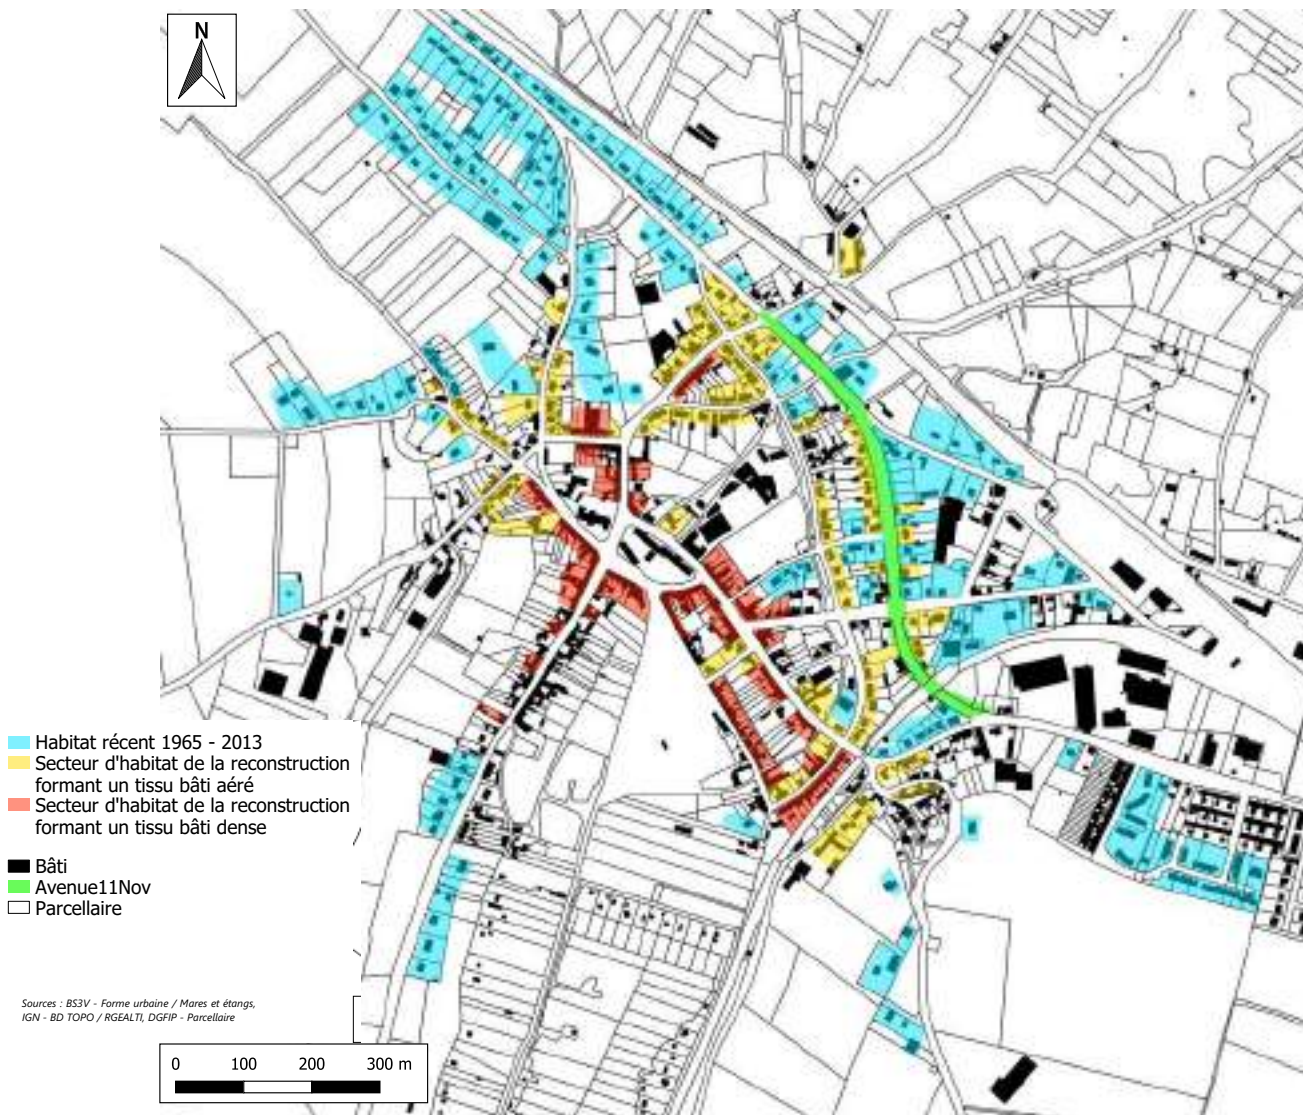 N
Habitat récent 1965 - 2013
Secteur d'habitat de la reconstruction
formant un tissu bâti aéré
Secteur d'habitat de la reconstruction
formant un tissu bâti dense
Bâti
Avenue11Nov
Parcellaire
Sources : BS3V - Forme urbaine / Mares et étangs,
IGN - BD TOPO / RGEALTI, DGFIP - Parcellaire
0 100 200 300 m